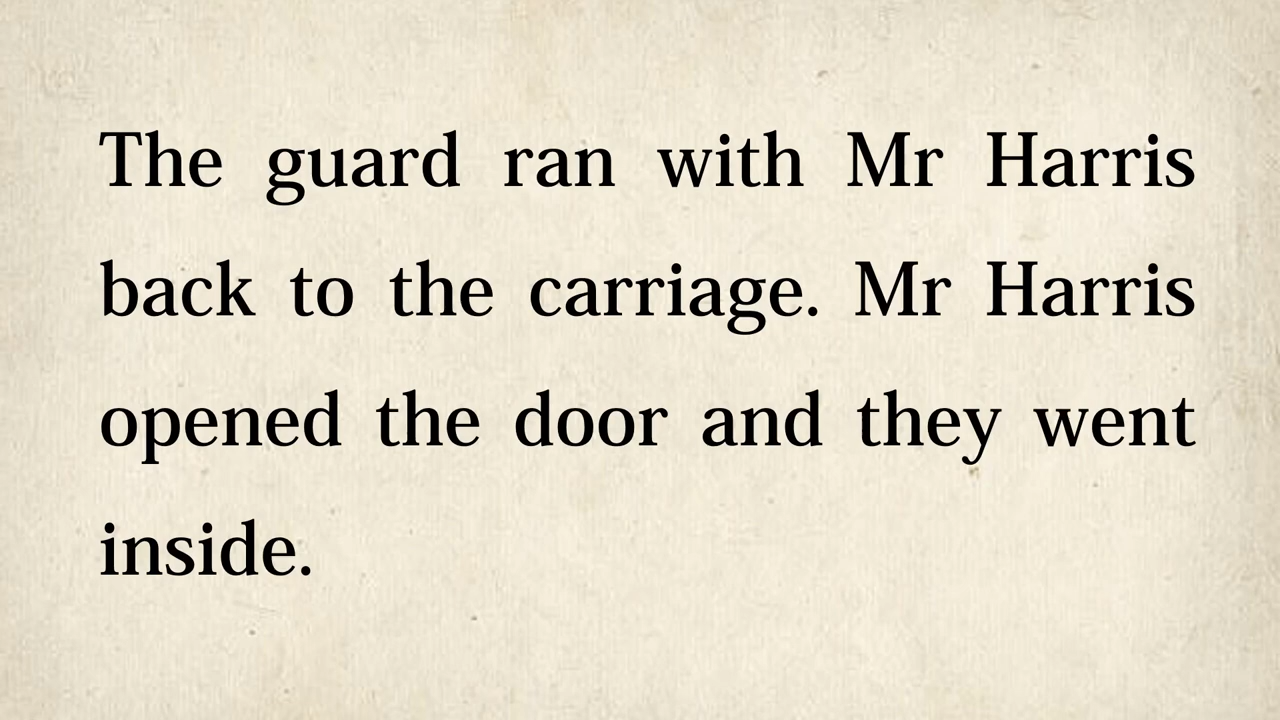 The guard ran with Mr Harris
back to the carriage. Mr Harris
opened the door and they went
inside.